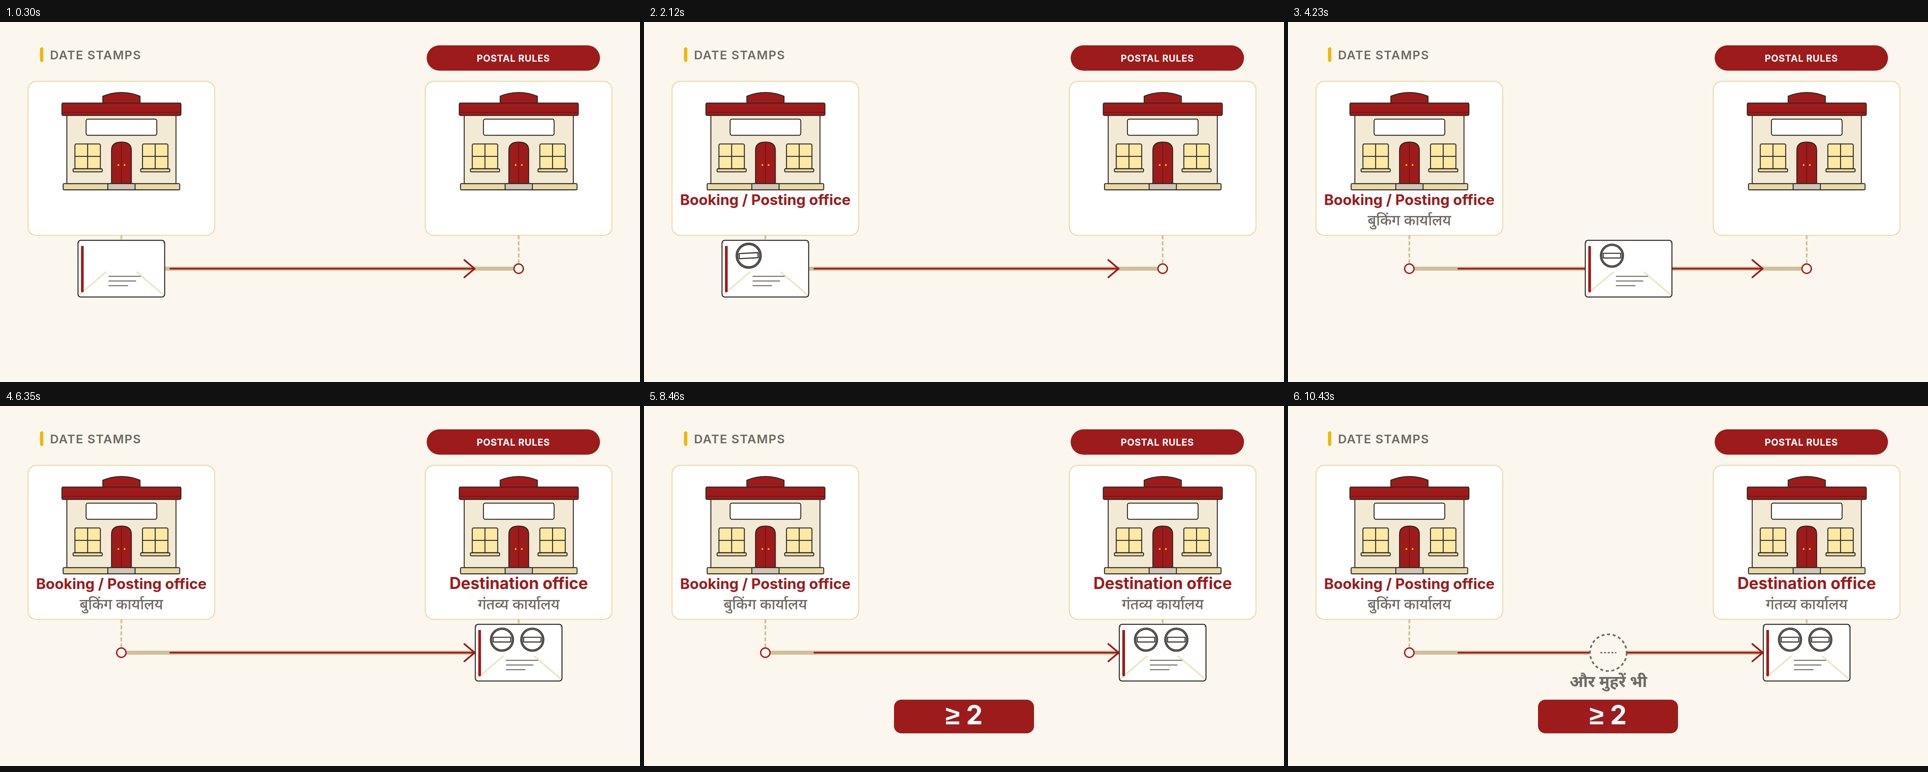 1. 0.30s
DATE STAMPS
POSTAL RULES
2. 2.12s
DATE STAMPS
POSTAL RULES
Booking / Posting office
3. 4.23s
DATE STAMPS
POSTAL RULES
Booking / Posting office
बुकिंग कार्यालय
4. 6.35s
DATE STAMPS
POSTAL RULES
Booking / Posting office
बुकिंग कार्यालय
Destination office
गंतव्य कार्यालय
5. 8.46s
DATE STAMPS
POSTAL RULES
Booking / Posting office
बुकिंग कार्यालय
Destination office
गंतव्य कार्यालय
≥ 2
6. 10.43s
DATE STAMPS
POSTAL RULES
Booking / Posting office
बुकिंग कार्यालय
Destination office
गंतव्य कार्यालय
और मुहरें भी
≥ 2